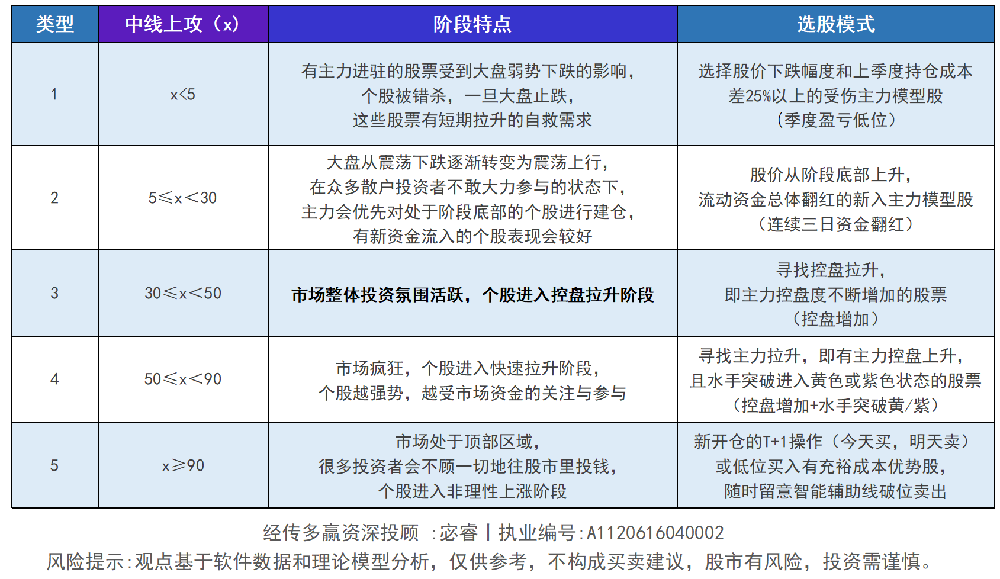 类型
中线上攻（x）
阶段特点
选股模式
1
x<5
有主力进驻的股票受到大盘弱势下跌的影响，
个股被错杀，一旦大盘止跌，
这些股票有短期拉升的自救需求
选择股价下跌幅度和上季度持仓成本
差25%以上的受伤主力模型股
（季度盈亏低位）
2
5≤x＜30
大盘从震荡下跌逐渐转变为震荡上行，
在众多散户投资者不敢大力参与的状态下，
主力会优先对处于阶段底部的个股进行建仓，
有新资金流入的个股表现会较好
股价从阶段底部上升，
流动资金总体翻红的新入主力模型股
（连续三日资金翻红）
3
30≤x＜50
市场整体投资氛围活跃，个股进入控盘拉升阶段
寻找控盘拉升，
即主力控盘度不断增加的股票
（控盘增加）
4
50≤x＜90
市场疯狂，个股进入快速拉升阶段，
个股越强势，越受市场资金的关注与参与
寻找主力拉升，即有主力控盘上升，
且水手突破进入黄色或紫色状态的股票
（控盘增加+水手突破黄/紫）
5
x≥90
市场处于顶部区域，
很多投资者会不顾一切地往股市里投钱，
个股进入非理性上涨阶段
新开仓的T+1操作（今天买，明天卖）
或低位买入有充裕成本优势股，
随时留意智能辅助线破位卖出
经传多赢资深投顾 :宓睿丨执业编号:A1120616040002
风险提示:观点基于软件数据和理论模型分析，仅供参考，不构成买卖建议，股市有风险，投资需谨慎。